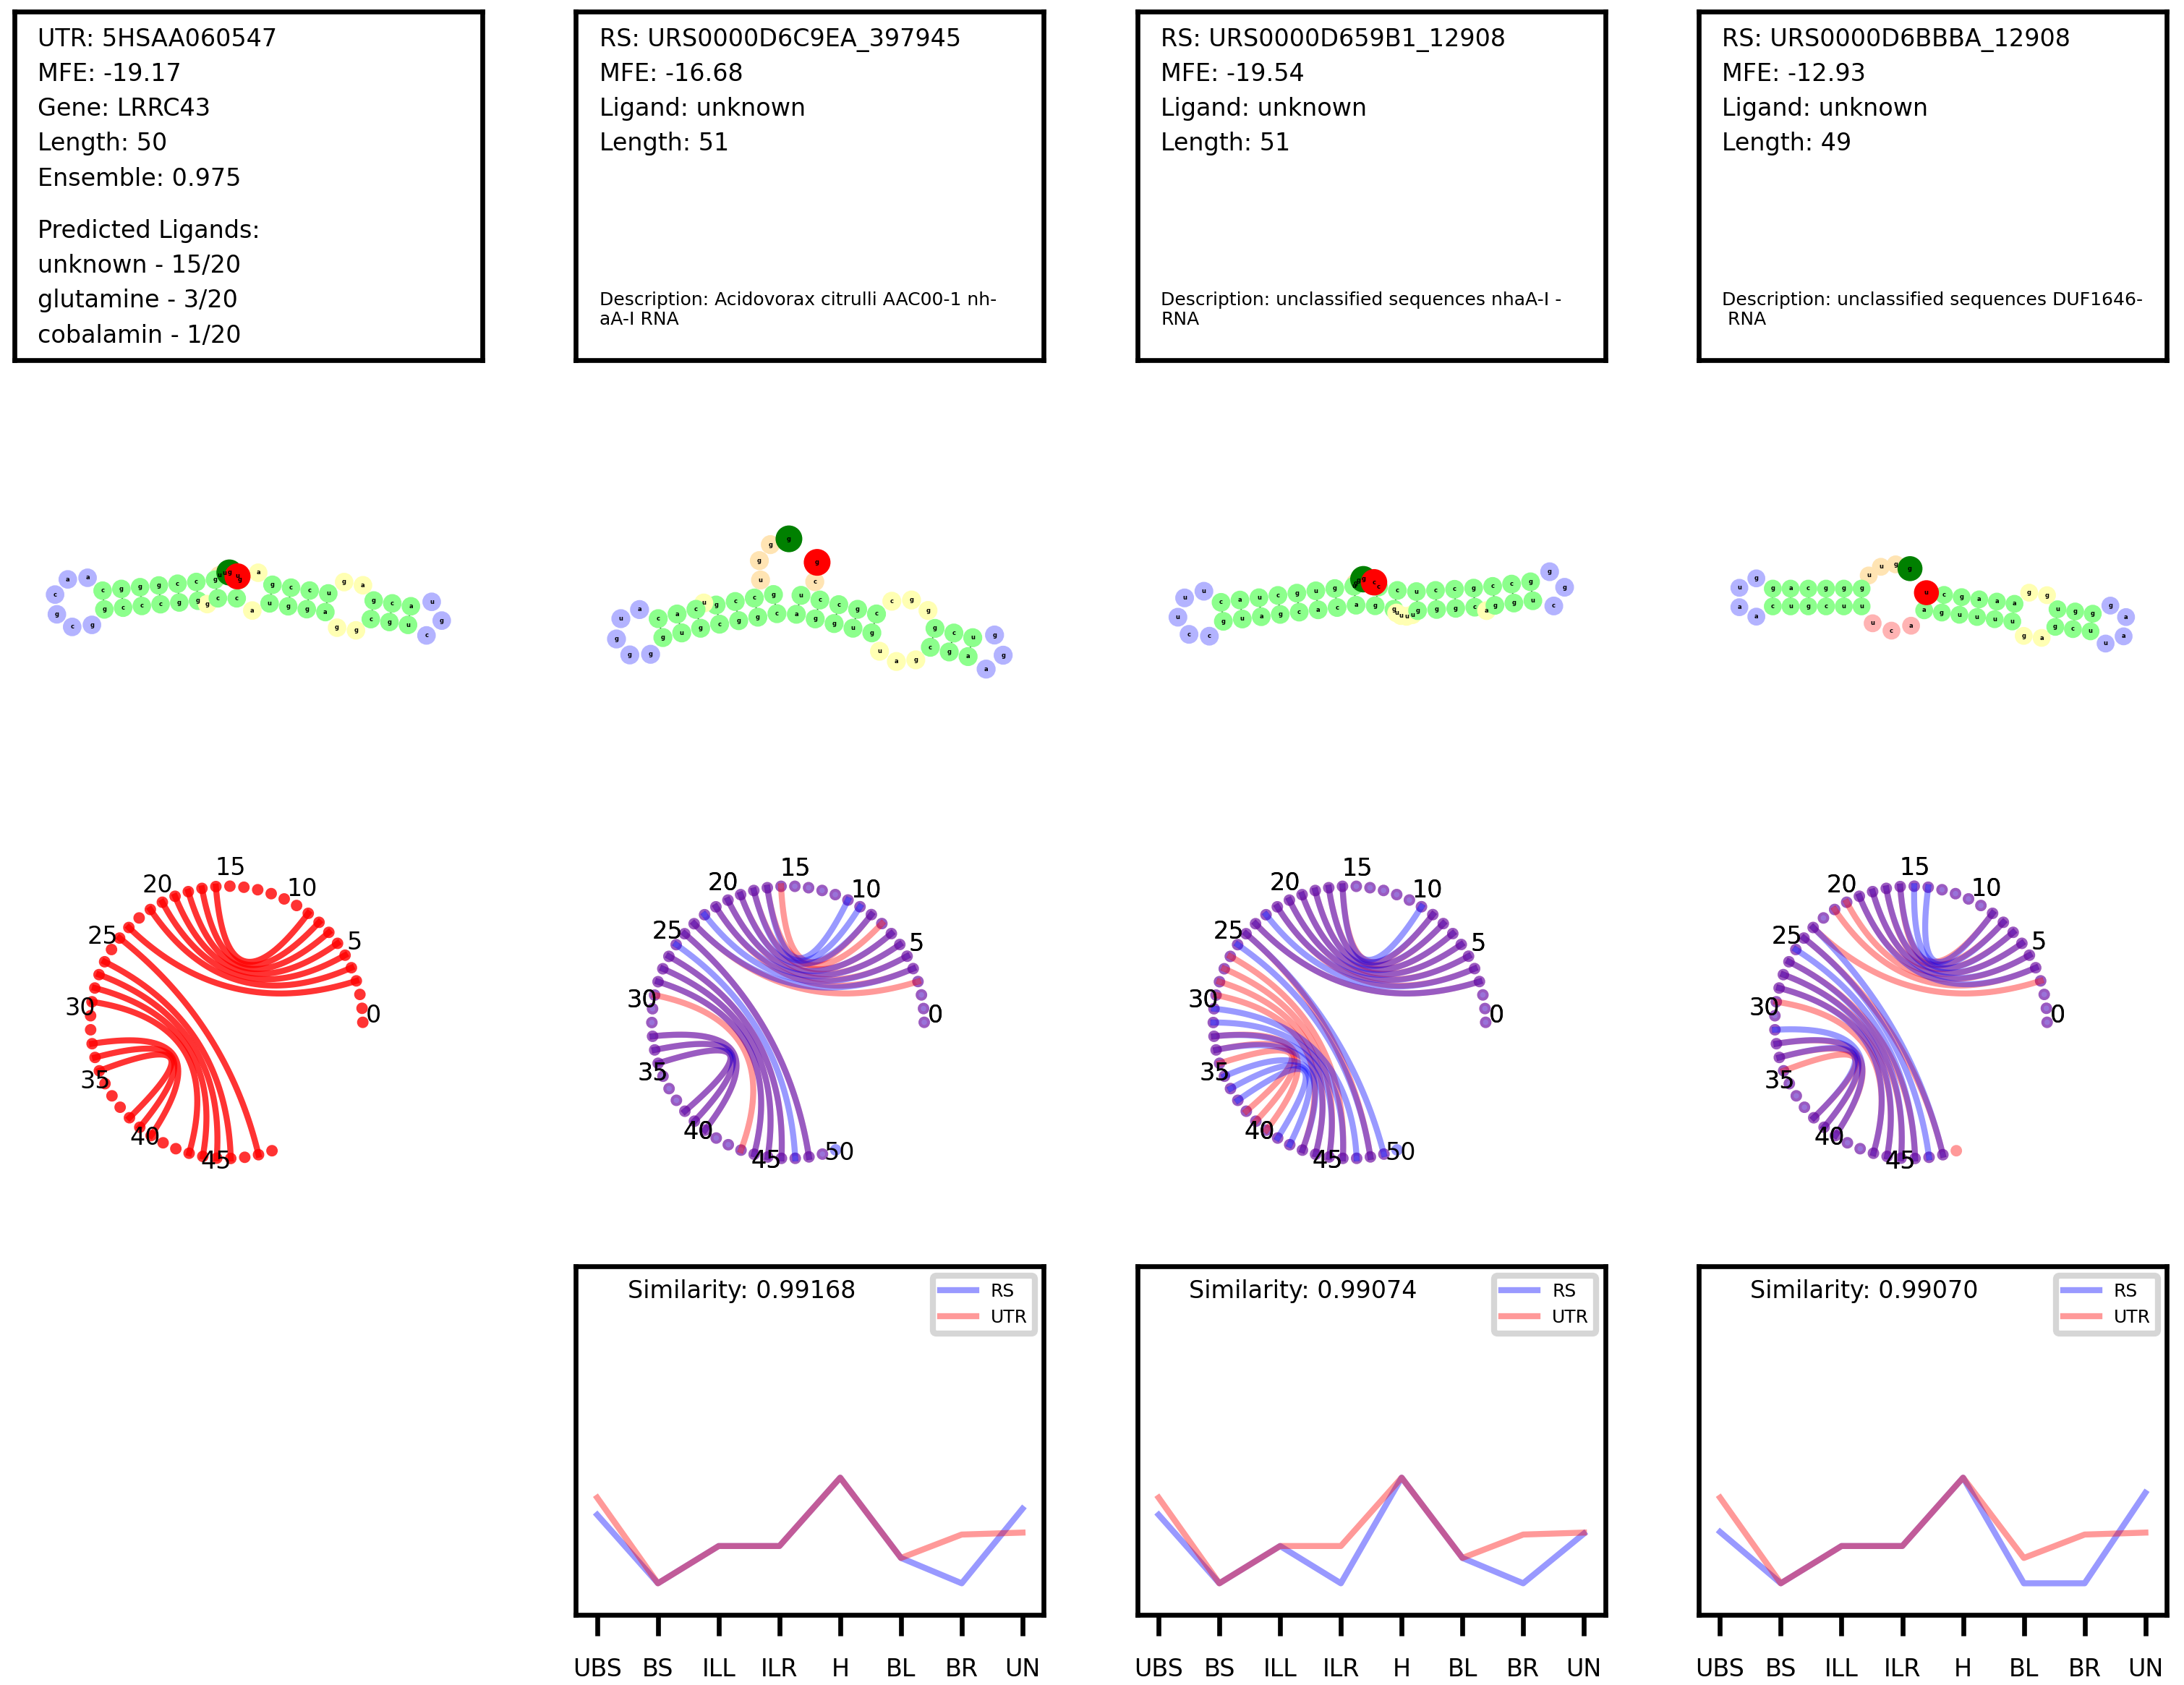 UTR: 5HSAA060547
MFE: -19.17
Gene: LRRC43
Length: 50
Ensemble: 0.975
Predicted Ligands:
unknown - 15/20
glutamine - 3/20
cobalamin - 1/20
RS: URS0000D6C9EA_397945
MFE: -16.68
Ligand: unknown
Length: 51
Description: Acidovorax citrulli AAC00-1 nh-
aA-I RNA
RS: URS0000D659B1_12908
MFE: -19.54
Ligand: unknown
Length: 51
Description: unclassified sequences nhaA-I -
RNA
RS: URS0000D6BBBA_12908
MFE: -12.93
Ligand: unknown
Length: 49
Description: unclassified sequences DUF1646-
RNA
0 5 10 15 20 25 30 35 40 45
0 5 10 15 20 25 30 35 40 45 50
0 5 10 15 20 25 30 35 40 45 50
0 5 10 15 20 25 30 35 40 45
Similarity: 0.99168
RS
UTR
UBS BS ILL ILR H BL BR UN
Similarity: 0.99074
RS
UTR
UBS BS ILL ILR H BL BR UN
Similarity: 0.99070
RS
UTR
UBS BS ILL ILR H BL BR UN